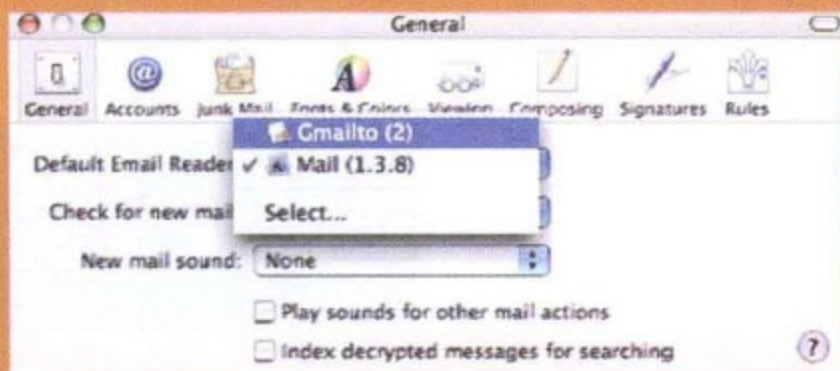 General
General Accounts Junk Mail Fonts & Colors Viewing Composing Signatures Rules
Gmailto (2)
Default Email Reader ✓ Mail (1.3.8)
Check for new mail Select...
New mail sound: None
Play sounds for other mail actions
Index decrypted messages for searching ?